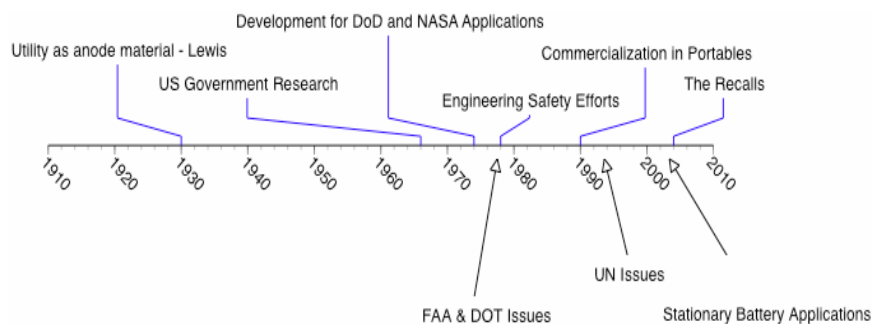 Development for DoD and NASA Applications
Utility as anode material - Lewis
Commercialization in Portables
US Government Research
The Recalls
Engineering Safety Efforts
1910
1920
1930
1940
1950
1960
1970
1980
1990
2000
2010
UN Issues
FAA & DOT Issues
Stationary Battery Applications